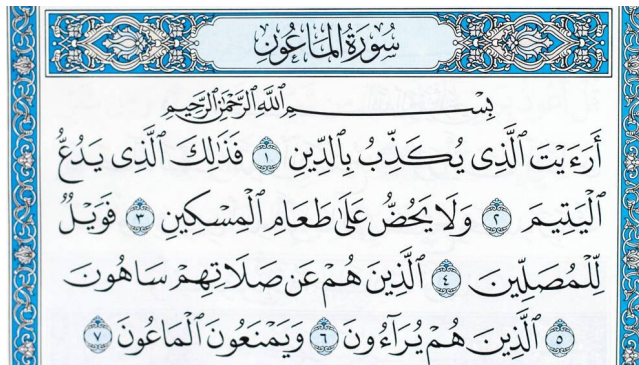 سُورَةُ المَاعُونِ
بِسْمِ ٱللَّهِ ٱلرَّحْمَٰنِ ٱلرَّحِيمِ
أَرَءَيْتَ ٱلَّذِى يُكَذِّبُ بِٱلدِّينِ ١ فَذَٰلِكَ ٱلَّذِى يَدُعُّ
ٱلْيَتِيمَ ٢ وَلَا يَحُضُّ عَلَىٰ طَعَامِ ٱلْمِسْكِينِ ٣ فَوَيْلٌ
لِّلْمُصَلِّينَ ٤ ٱلَّذِينَ هُمْ عَن صَلَاتِهِمْ سَاهُونَ
٥ ٱلَّذِينَ هُمْ يُرَآءُونَ ٦ وَيَمْنَعُونَ ٱلْمَاعُونَ ٧